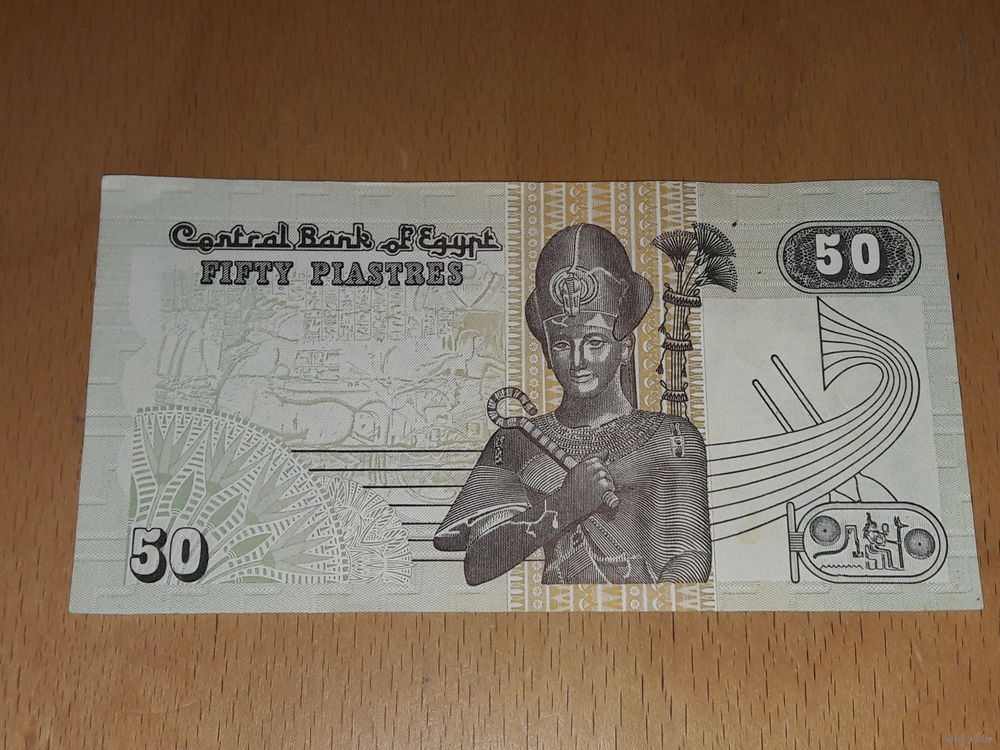 Central Bank of Egypt
FIFTY PIASTRES
50
50